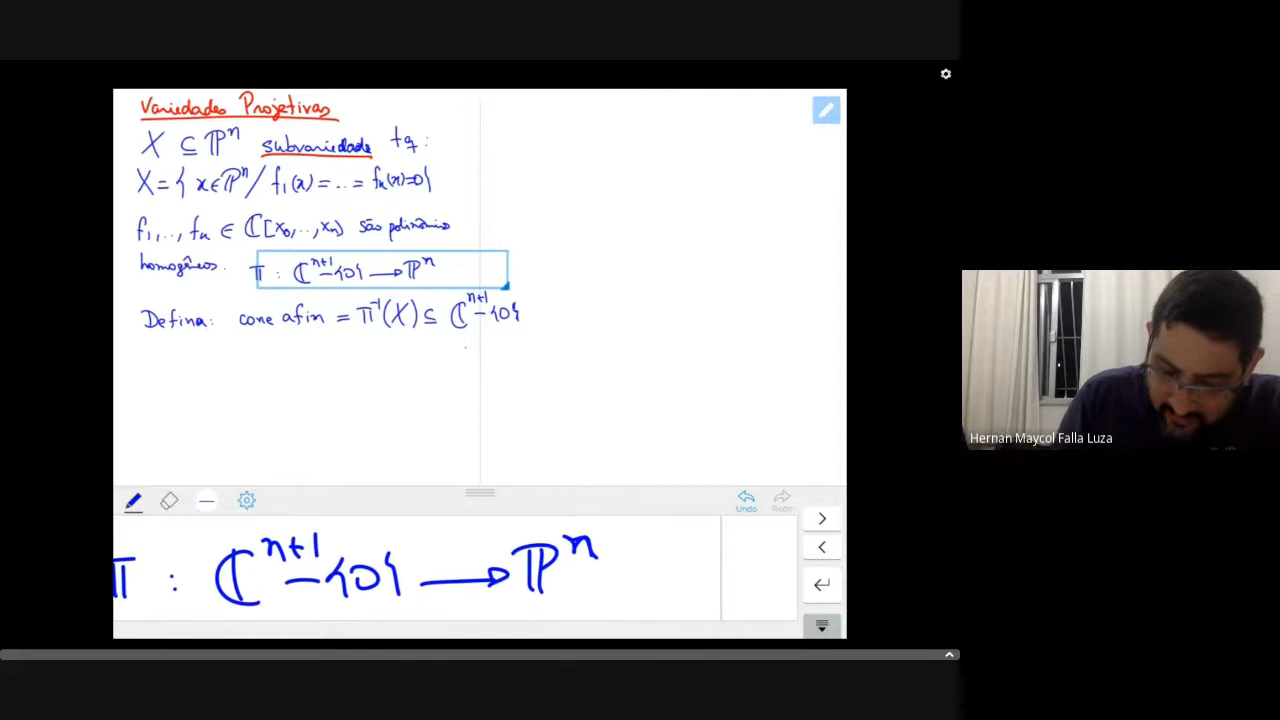 Variedades Projetivas
X ⊆ ℙⁿ subvariedade tq:
X = { x ∈ ℙⁿ / f₁(x) = ... = fₖ(x) = 0 }
f₁, .., fₖ ∈ ℂ[x₀, .., xₙ] são polinômios
homogêneos. π : ℂⁿ⁺¹ − {0} ⟶ ℙⁿ
Defina: cone afin = π⁻¹(X) ⊆ ℂⁿ⁺¹ − {0}
Undo
Redo
π : ℂⁿ⁺¹ − {0} ⟶ ℙⁿ
Hernan Maycol Falla Luza